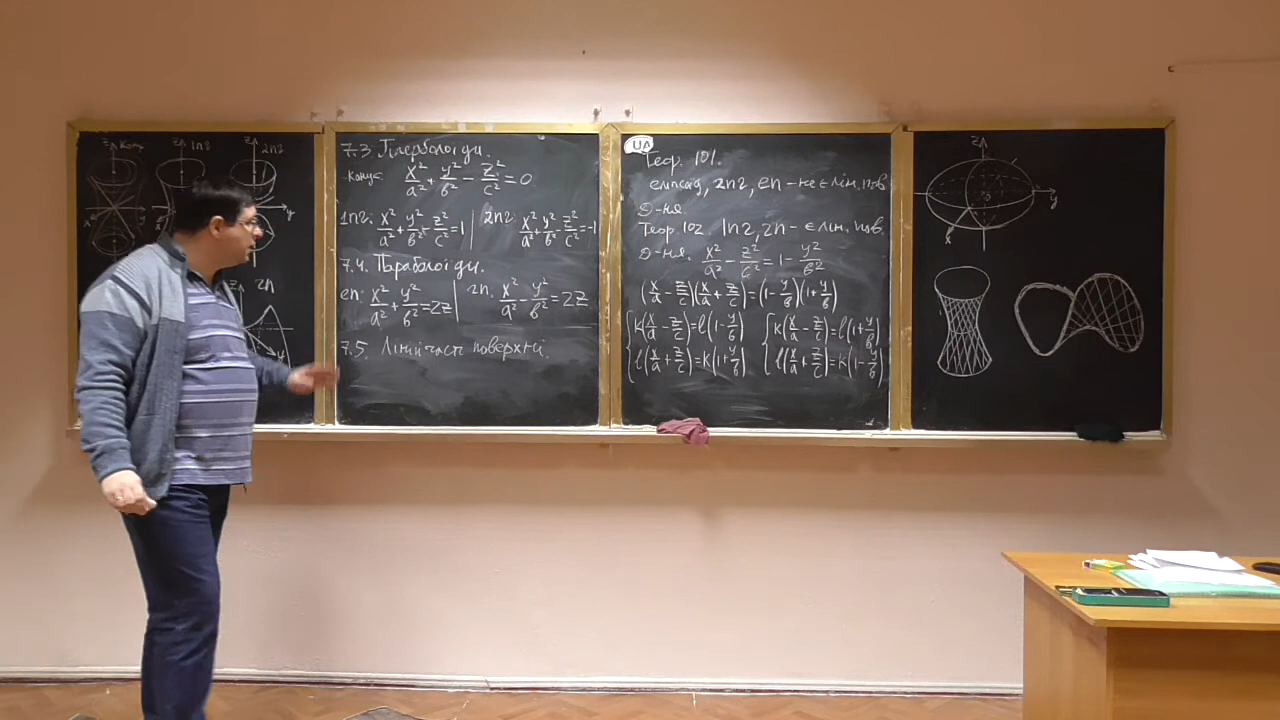 z Конус z 1пг z 2пг
x y
z 2п
y
7.3 Гіперболоїди.
Конус: x²/a² + y²/b² - z²/c² = 0
1пг: x²/a² + y²/b² - z²/c² = 1 | 2пг: x²/a² + y²/b² - z²/c² = -1
7.4. Параболоїди.
еп: x²/a² + y²/b² = 2z | гп: x²/a² - y²/b² = 2z
7.5. Лінійчасті поверхні.
UA
Теор. 101.
еліпсоїд, 2пг, еп - не є лін. пов.
Д-ня.
Теор. 102. 1пг, гп - є лін. пов.
Д-ня. x²/a² - z²/c² = 1 - y²/b²
(x/a - z/c)(x/a + z/c) = (1 - y/b)(1 + y/b)
{k(x/a - z/c) = l(1 - y/b) {k(x/a - z/c) = l(1 + y/b)
{l(x/a + z/c) = k(1 + y/b) {l(x/a + z/c) = k(1 - y/b)
z
y
x